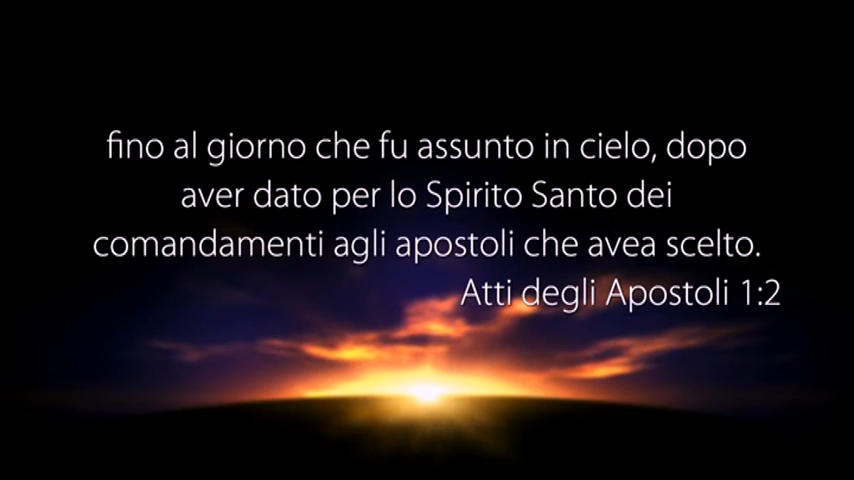 fino al giorno che fu assunto in cielo, dopo
aver dato per lo Spirito Santo dei
comandamenti agli apostoli che avea scelto.
Atti degli Apostoli 1:2